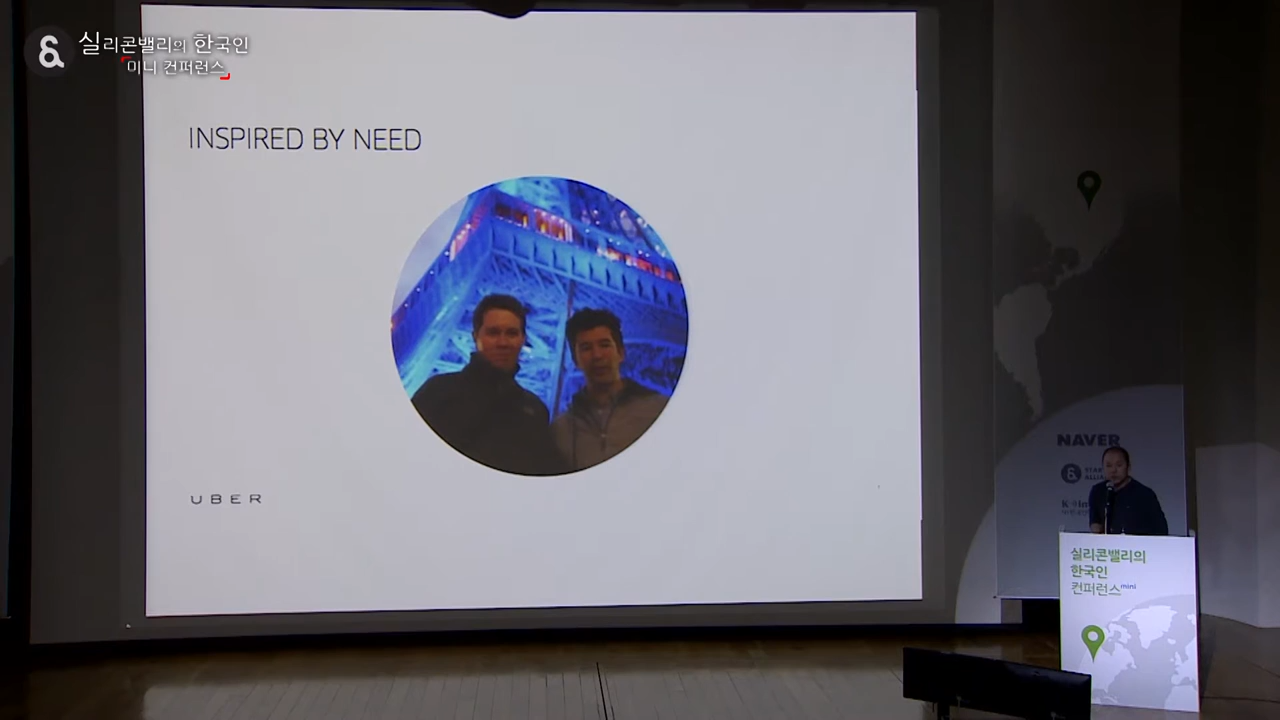 실리콘밸리의 한국인
미니 컨퍼런스
INSPIRED BY NEED
UBER
NAVER
실리콘밸리의
한국인
컨퍼런스mini